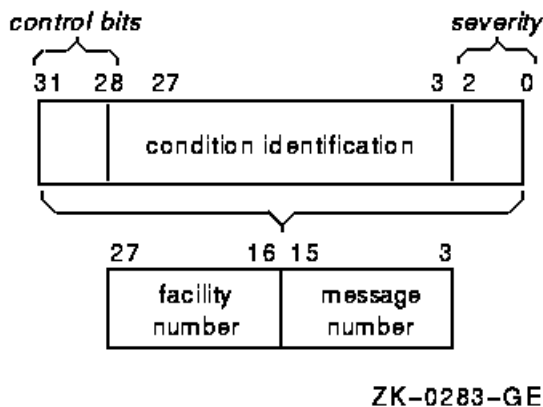 control bits severity
31 28 27 3 2 0
condition identification
27 16 15 3
facility message
number number
ZK-0283-GE